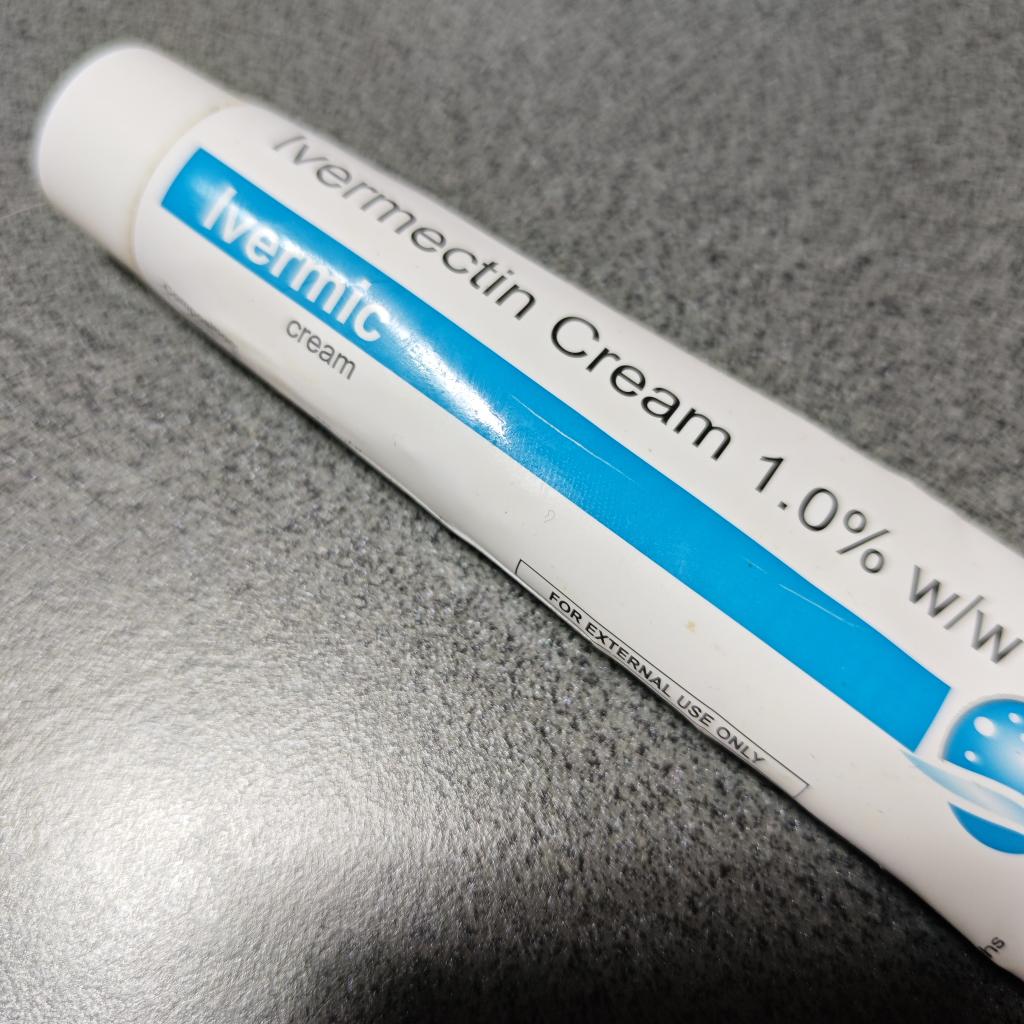 Ivermectin Cream 1.0% w/w
Ivermic
cream
FOR EXTERNAL USE ONLY